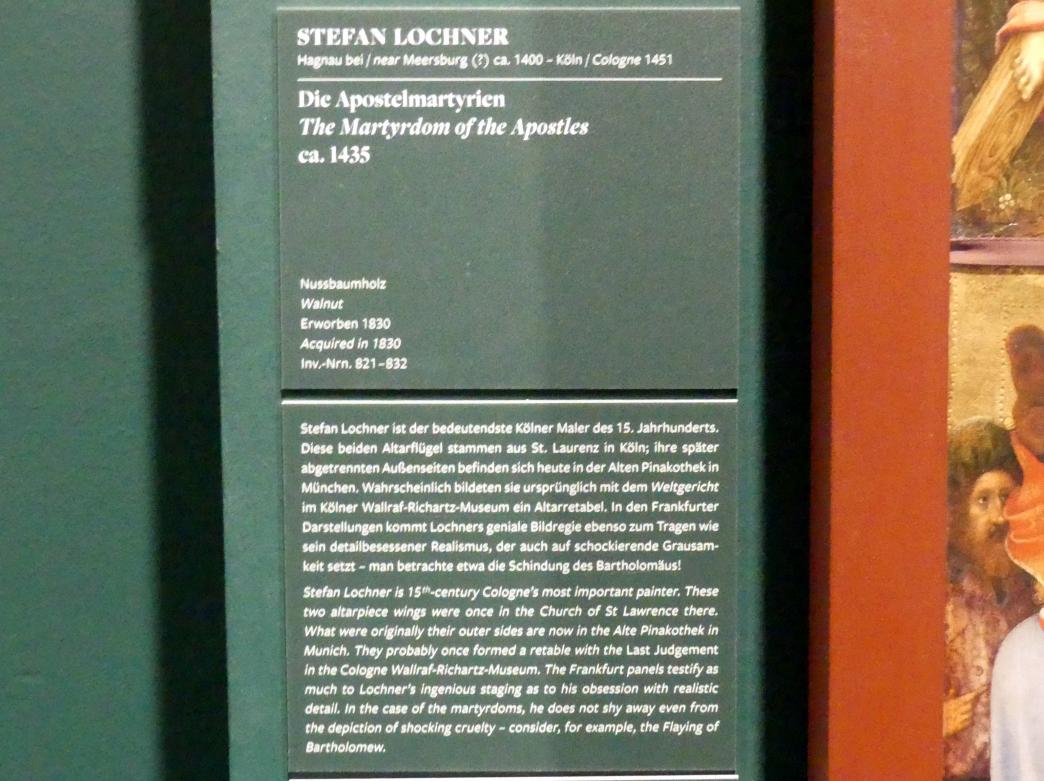 STEFAN LOCHNER
Hagnau bei / near Meersburg (?) ca. 1400 – Köln / Cologne 1451
Die Apostelmartyrien
The Martyrdom of the Apostles
ca. 1435
Nussbaumholz
Walnut
Erworben 1830
Acquired in 1830
Inv.-Nrn. 821–832
Stefan Lochner ist der bedeutendste Kölner Maler des 15. Jahrhunderts.
Diese beiden Altarflügel stammen aus St. Laurenz in Köln; ihre später
abgetrennten Außenseiten befinden sich heute in der Alten Pinakothek in
München. Wahrscheinlich bildeten sie ursprünglich mit dem Weltgericht
im Kölner Wallraf-Richartz-Museum ein Altarretabel. In den Frankfurter
Darstellungen kommt Lochners geniale Bildregie ebenso zum Tragen wie
sein detailbesessener Realismus, der auch auf schockierende Grausam-
keit setzt – man betrachte etwa die Schindung des Bartholomäus!
Stefan Lochner is 15th-century Cologne's most important painter. These
two altarpiece wings were once in the Church of St Lawrence there.
What were originally their outer sides are now in the Alte Pinakothek in
Munich. They probably once formed a retable with the Last Judgement
in the Cologne Wallraf-Richartz-Museum. The Frankfurt panels testify as
much to Lochner's ingenious staging as to his obsession with realistic
detail. In the case of the martyrdoms, he does not shy away even from
the depiction of shocking cruelty – consider, for example, the Flaying of
Bartholomew.